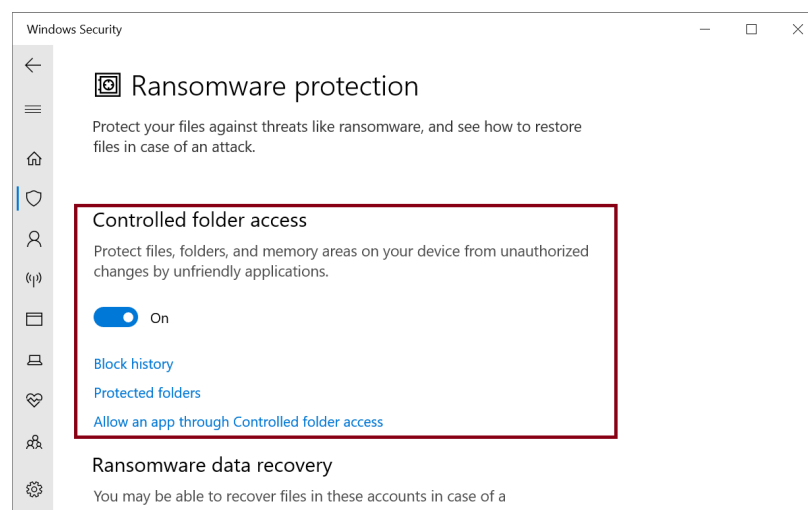 Windows Security
Ransomware protection
Protect your files against threats like ransomware, and see how to restore
files in case of an attack.
Controlled folder access
Protect files, folders, and memory areas on your device from unauthorized
changes by unfriendly applications.
On
Block history
Protected folders
Allow an app through Controlled folder access
Ransomware data recovery
You may be able to recover files in these accounts in case of a